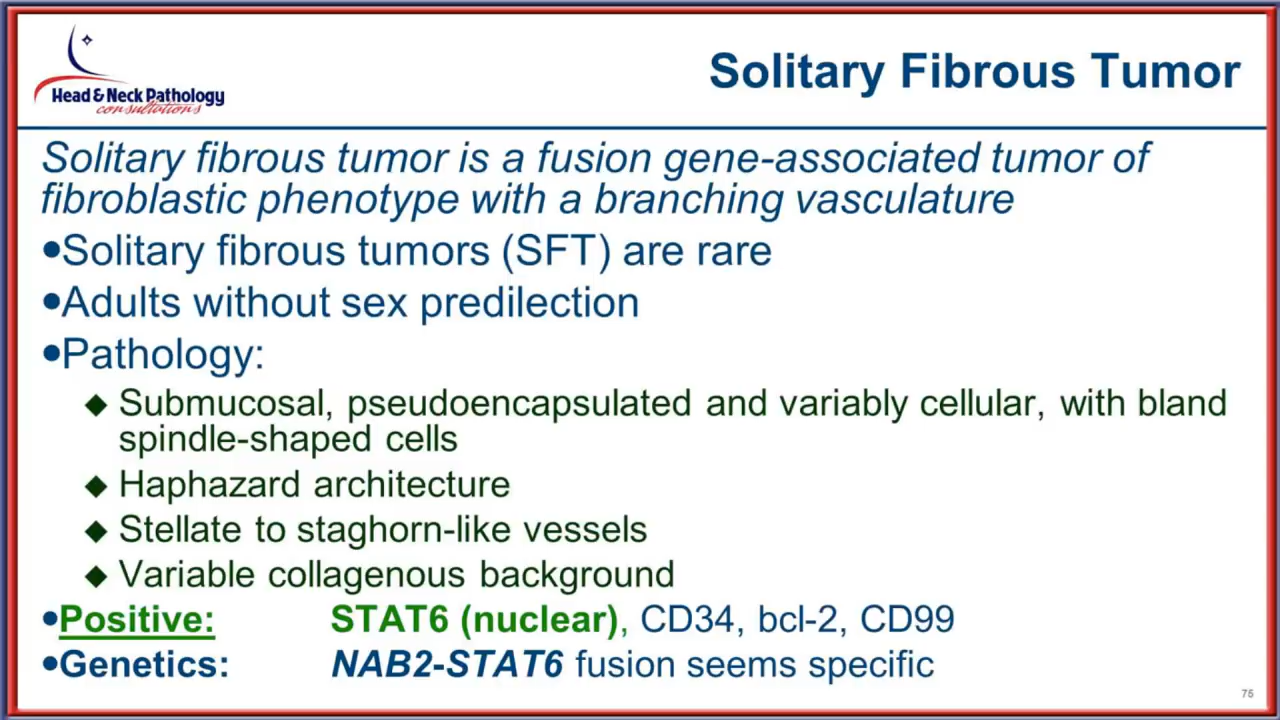 Head & Neck Pathology
consultations
Solitary Fibrous Tumor
Solitary fibrous tumor is a fusion gene-associated tumor of
fibroblastic phenotype with a branching vasculature
•Solitary fibrous tumors (SFT) are rare
•Adults without sex predilection
•Pathology:
◆ Submucosal, pseudoencapsulated and variably cellular, with bland
spindle-shaped cells
◆ Haphazard architecture
◆ Stellate to staghorn-like vessels
◆ Variable collagenous background
•Positive: STAT6 (nuclear), CD34, bcl-2, CD99
•Genetics: NAB2-STAT6 fusion seems specific
75